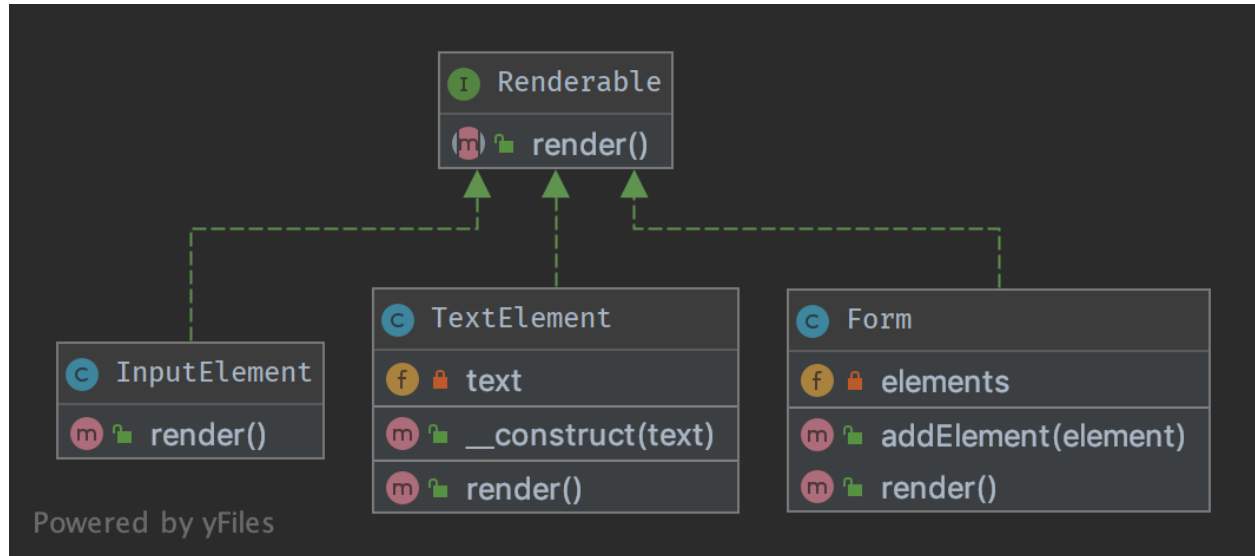 I Renderable
m render()
C InputElement
m render()
C TextElement
f text
m __construct(text)
m render()
C Form
f elements
m addElement(element)
m render()
Powered by yFiles